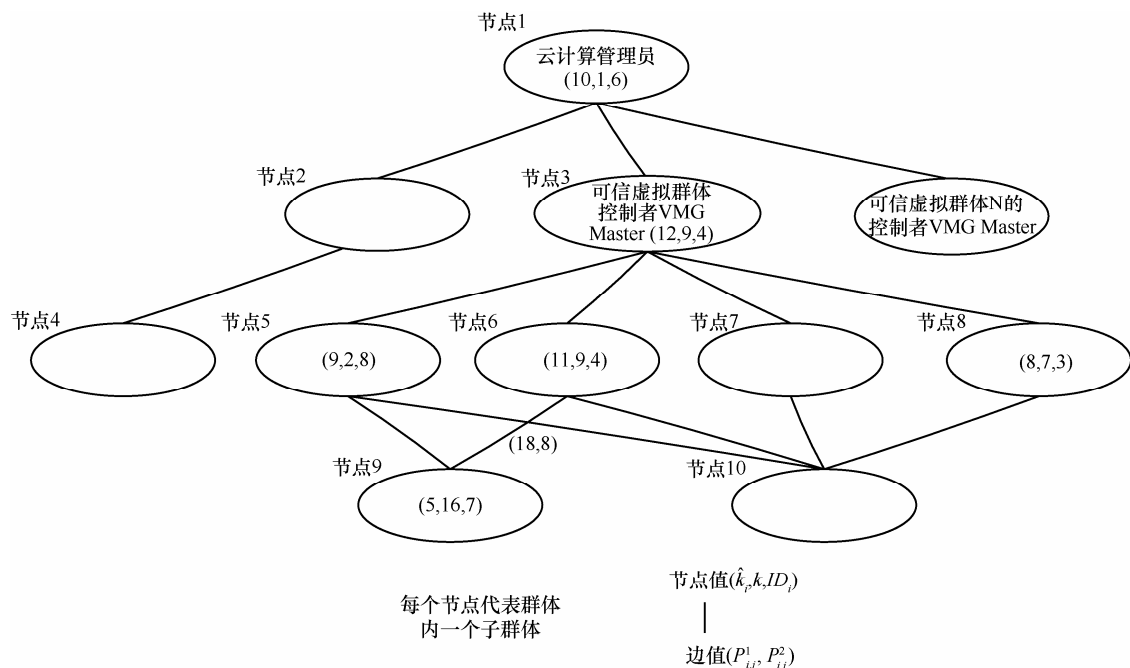 节点1
云计算管理员
(10,1,6)
节点2
节点3
可信虚拟群体
控制者VMG
Master (12,9,4)
可信虚拟群体N的
控制者VMG Master
节点4
节点5
节点6
节点7
节点8
(9,2,8)
(11,9,4)
(8,7,3)
(18,8)
节点9
节点10
(5,16,7)
每个节点代表群体
内一个子群体
节点值(k̂ᵢ,k,IDᵢ)
边值(P¹ᵢ,ⱼ, P²ᵢ,ⱼ)